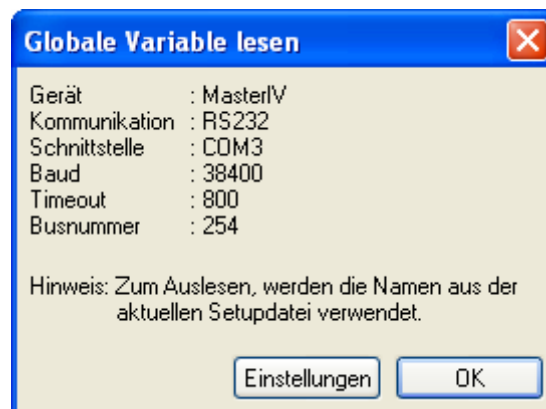 Globale Variable lesen
Gerät : MasterIV
Kommunikation : RS232
Schnittstelle : COM3
Baud : 38400
Timeout : 800
Busnummer : 254
Hinweis: Zum Auslesen, werden die Namen aus der
aktuellen Setupdatei verwendet.
Einstellungen OK